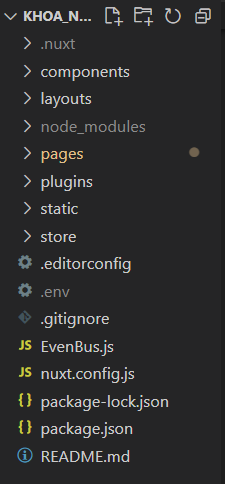 KHOA_N...
.nuxt
components
layouts
node_modules
pages
plugins
static
store
.editorconfig
.env
.gitignore
JS EvenBus.js
JS nuxt.config.js
{} package-lock.json
{} package.json
README.md